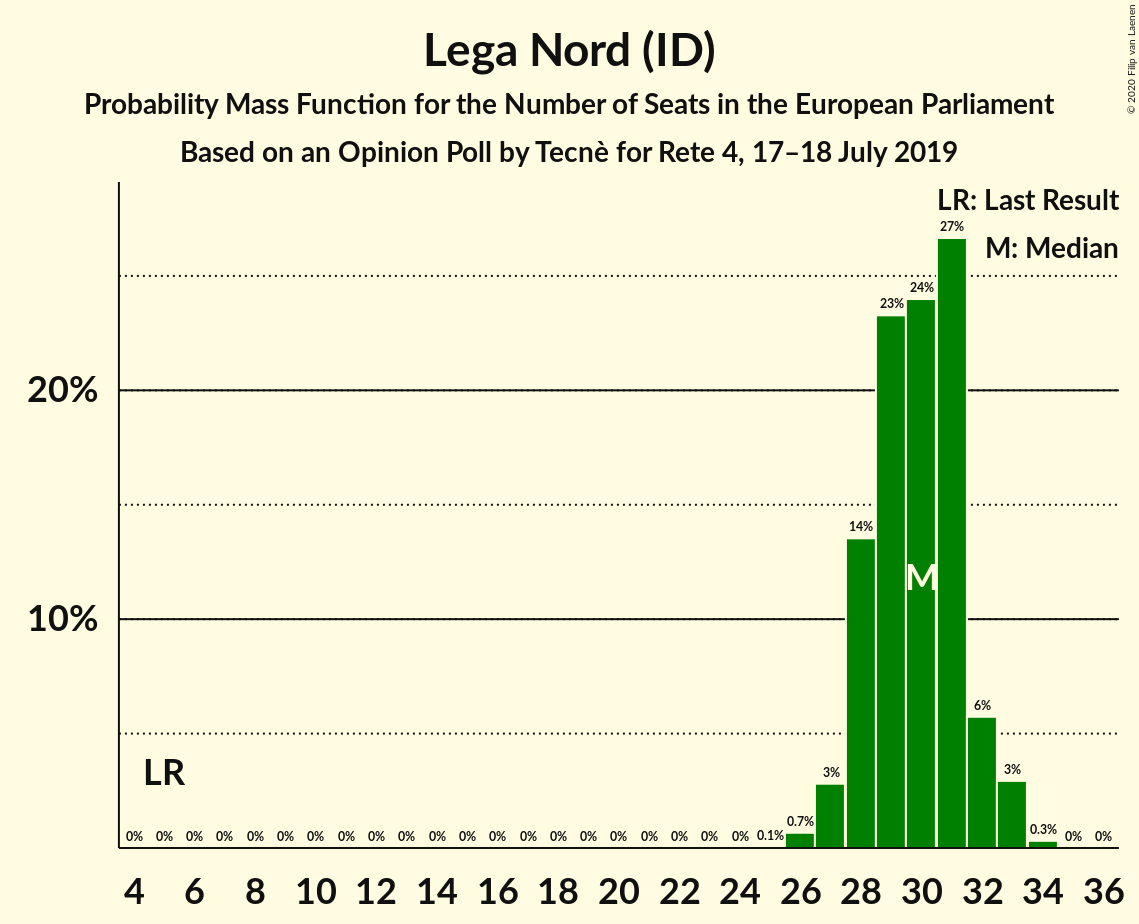 Lega Nord (ID)
Probability Mass Function for the Number of Seats in the European Parliament
Based on an Opinion Poll by Tecnè for Rete 4, 17–18 July 2019
© 2020 Filip van Laenen
LR: Last Result
M: Median
27%
24%
23%
20%
14%
M
10%
6%
LR
3% 3%
0% 0% 0% 0% 0% 0% 0% 0% 0% 0% 0% 0% 0% 0% 0% 0% 0% 0% 0% 0% 0% 0.1% 0.7% 0.3% 0% 0%
4 6 8 10 12 14 16 18 20 22 24 26 28 30 32 34 36